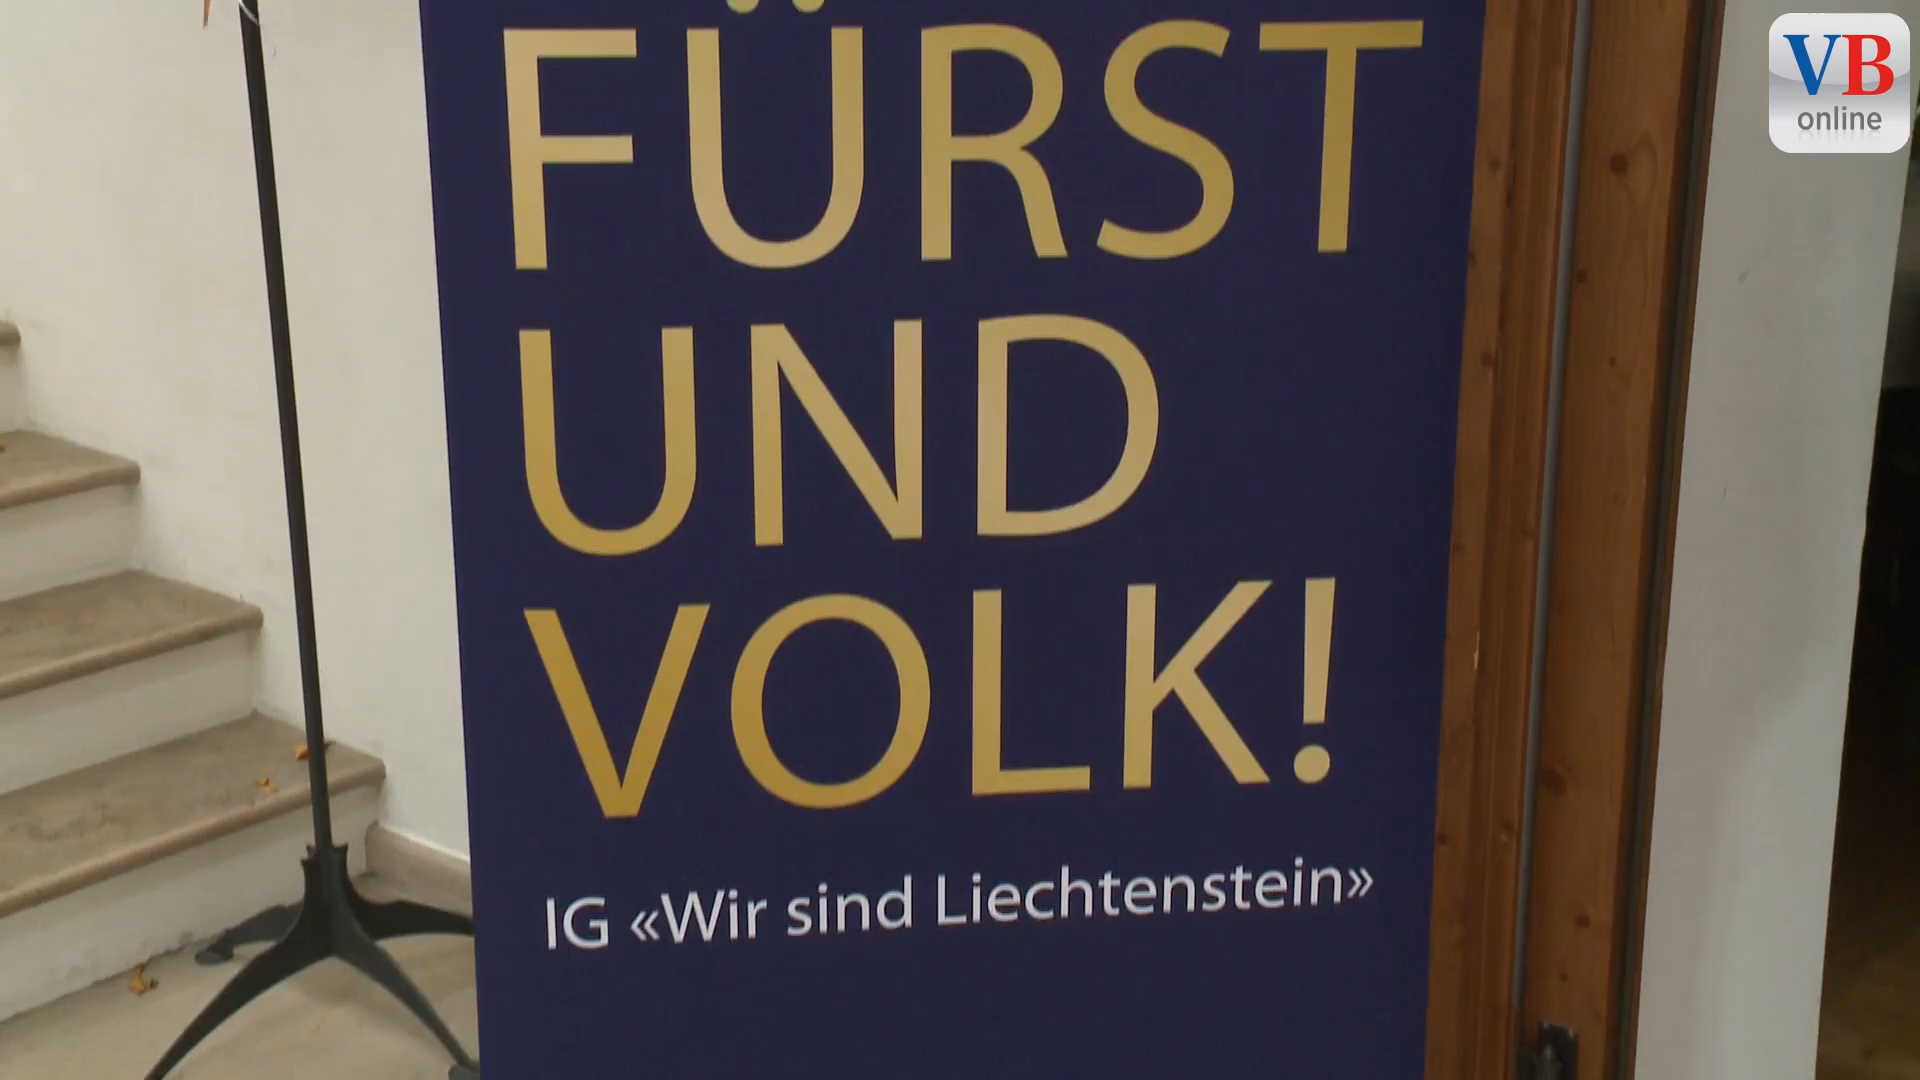 VB
online
FÜRST
UND
VOLK!
IG «Wir sind Liechtenstein»